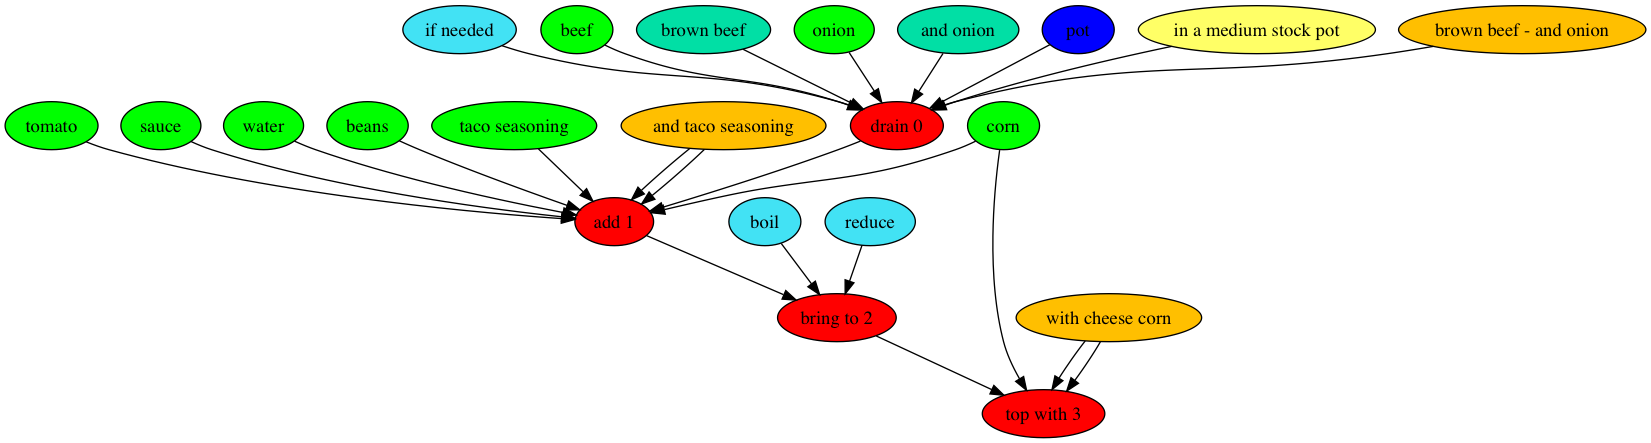 if needed
beef
brown beef
onion
and onion
pot
in a medium stock pot
brown beef - and onion
tomato
sauce
water
beans
taco seasoning
and taco seasoning
drain 0
corn
add 1
boil
reduce
bring to 2
with cheese corn
top with 3